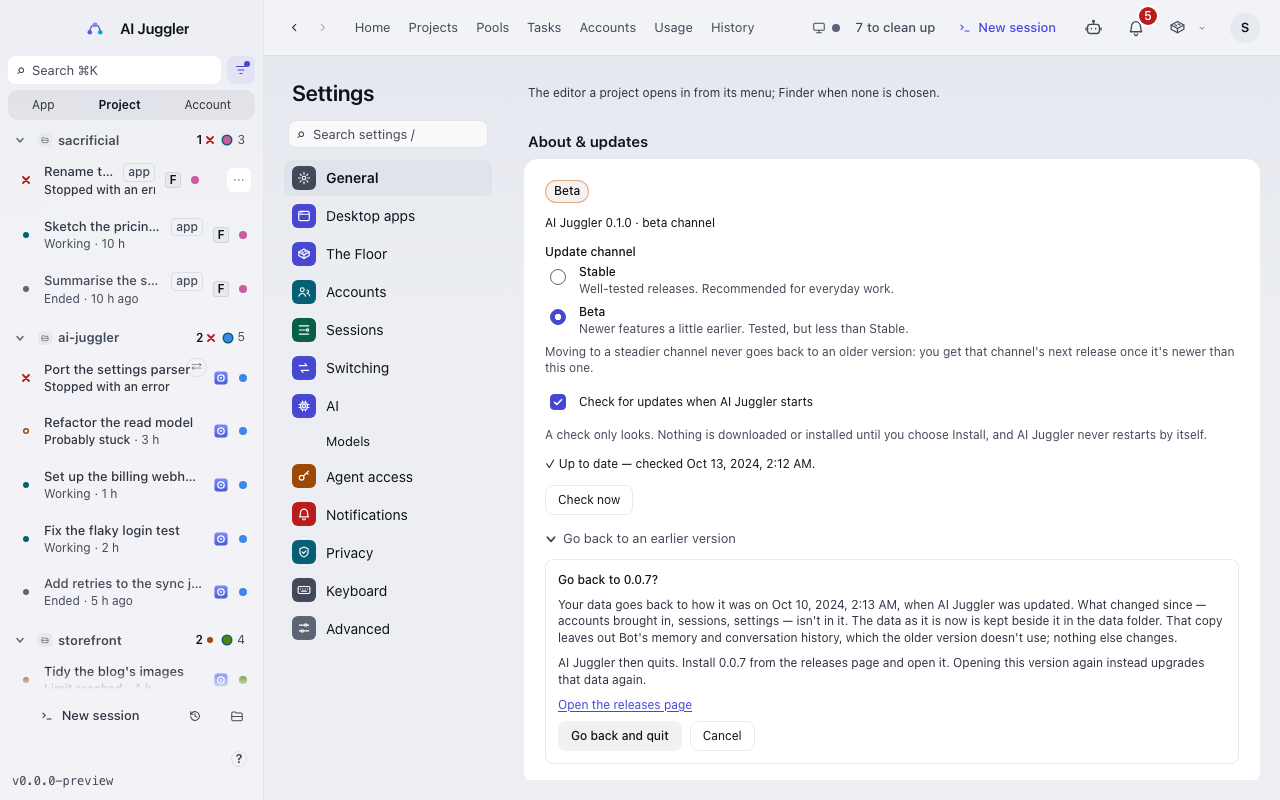 AI Juggler
Search ⌘K
App Project Account
sacrificial 1 3
Rename t... app F
Stopped with an err
Sketch the pricin... app F
Working · 10 h
Summarise the s... app F
Ended · 10 h ago
ai-juggler 2 5
Port the settings parser
Stopped with an error
Refactor the read model
Probably stuck · 3 h
Set up the billing webh...
Working · 1 h
Fix the flaky login test
Working · 2 h
Add retries to the sync j...
Ended · 5 h ago
storefront 2 4
Tidy the blog's images
New session
?
v0.0.0-preview
Home Projects Pools Tasks Accounts Usage History 7 to clean up New session 5 S
Settings
Search settings /
General
Desktop apps
The Floor
Accounts
Sessions
Switching
AI
Models
Agent access
Notifications
Privacy
Keyboard
Advanced
The editor a project opens in from its menu; Finder when none is chosen.
About & updates
Beta
AI Juggler 0.1.0 · beta channel
Update channel
Stable
Well-tested releases. Recommended for everyday work.
Beta
Newer features a little earlier. Tested, but less than Stable.
Moving to a steadier channel never goes back to an older version: you get that channel's next release once it's newer than
this one.
Check for updates when AI Juggler starts
A check only looks. Nothing is downloaded or installed until you choose Install, and AI Juggler never restarts by itself.
✓ Up to date — checked Oct 13, 2024, 2:12 AM.
Check now
Go back to an earlier version
Go back to 0.0.7?
Your data goes back to how it was on Oct 10, 2024, 2:13 AM, when AI Juggler was updated. What changed since —
accounts brought in, sessions, settings — isn't in it. The data as it is now is kept beside it in the data folder. That copy
leaves out Bot's memory and conversation history, which the older version doesn't use; nothing else changes.
AI Juggler then quits. Install 0.0.7 from the releases page and open it. Opening this version again instead upgrades
that data again.
Open the releases page
Go back and quit Cancel